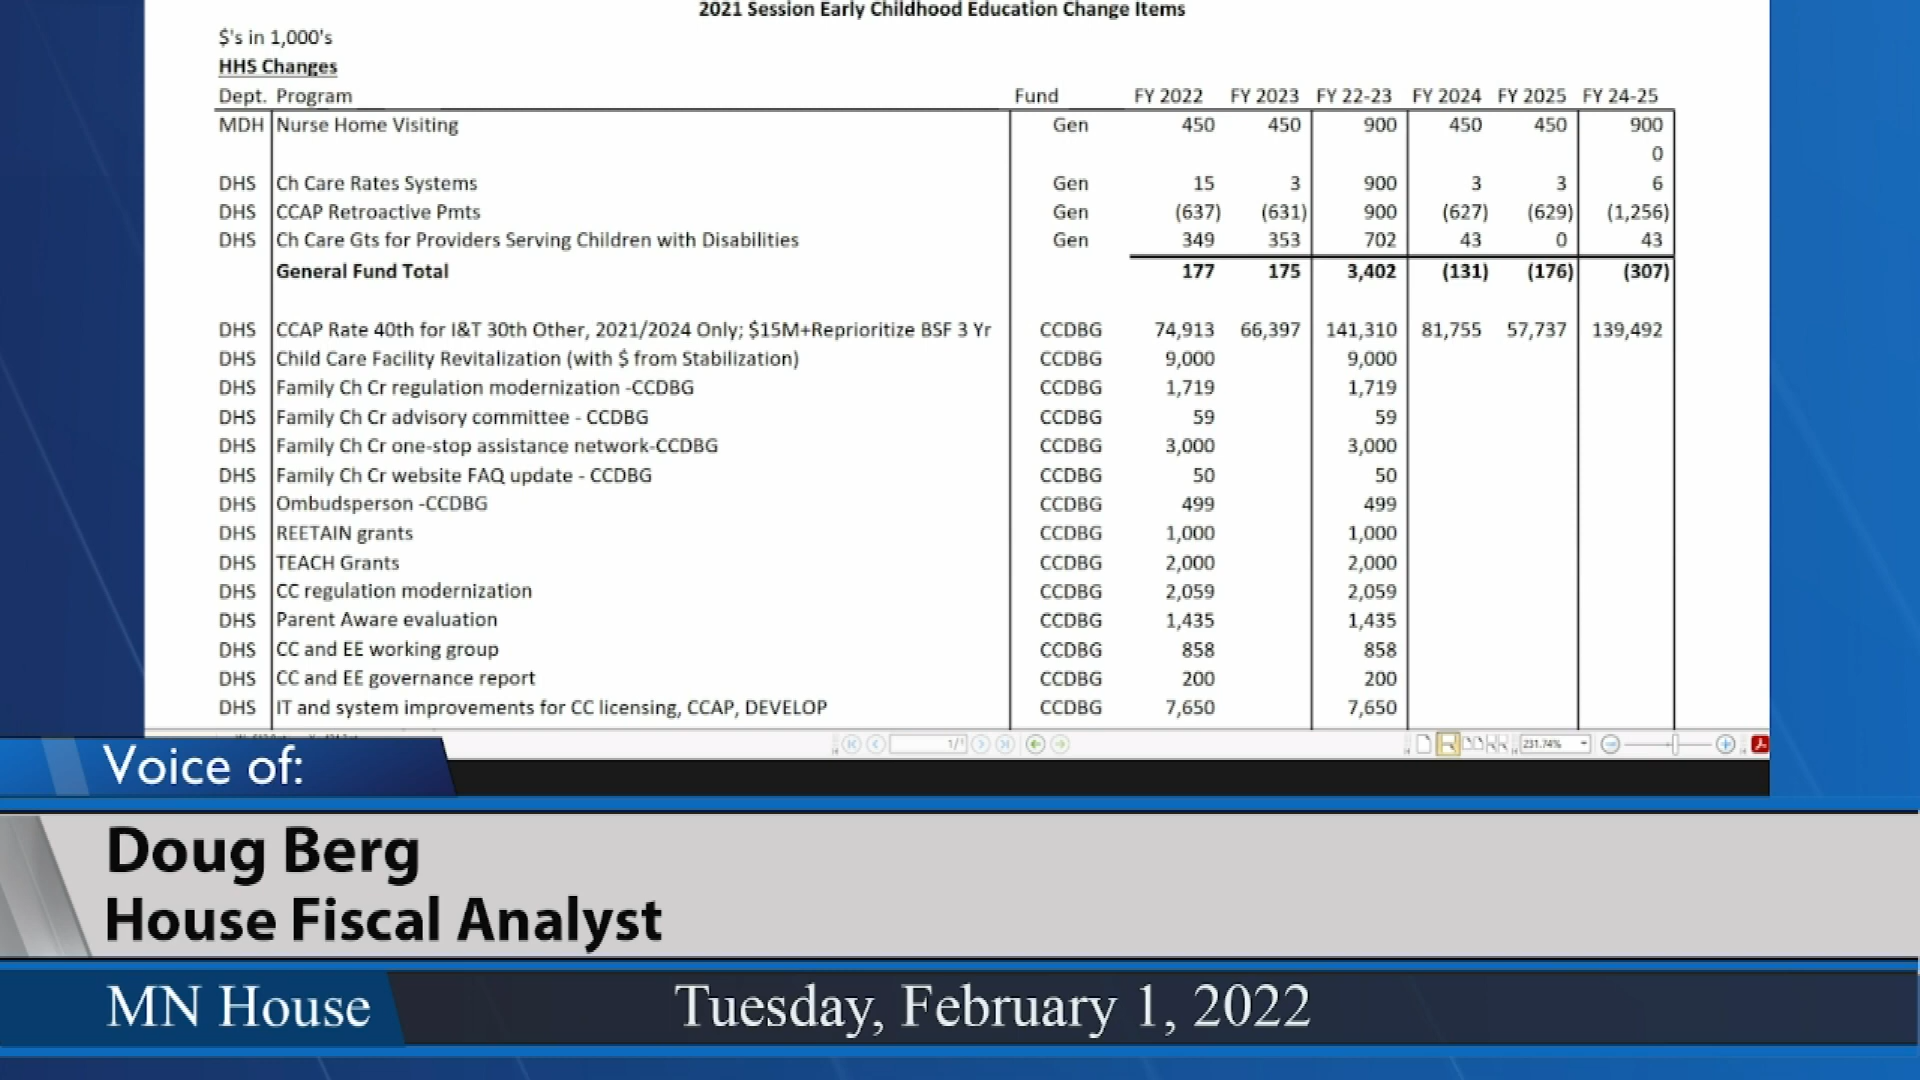 2021 Session Early Childhood Education Change Items
$'s in 1,000's
HHS Changes
Dept. Program Fund FY 2022 FY 2023 FY 22-23 FY 2024 FY 2025 FY 24-25
MDH Nurse Home Visiting Gen 450 450 900 450 450 900
0
DHS Ch Care Rates Systems Gen 15 3 900 3 3 6
DHS CCAP Retroactive Pmts Gen (637) (631) 900 (627) (629) (1,256)
DHS Ch Care Gts for Providers Serving Children with Disabilities Gen 349 353 702 43 0 43
General Fund Total 177 175 3,402 (131) (176) (307)
DHS CCAP Rate 40th for I&T 30th Other, 2021/2024 Only; $15M+Reprioritize BSF 3 Yr CCDBG 74,913 66,397 141,310 81,755 57,737 139,492
DHS Child Care Facility Revitalization (with $ from Stabilization) CCDBG 9,000 9,000
DHS Family Ch Cr regulation modernization -CCDBG CCDBG 1,719 1,719
DHS Family Ch Cr advisory committee - CCDBG CCDBG 59 59
DHS Family Ch Cr one-stop assistance network-CCDBG CCDBG 3,000 3,000
DHS Family Ch Cr website FAQ update - CCDBG CCDBG 50 50
DHS Ombudsperson -CCDBG CCDBG 499 499
DHS REETAIN grants CCDBG 1,000 1,000
DHS TEACH Grants CCDBG 2,000 2,000
DHS CC regulation modernization CCDBG 2,059 2,059
DHS Parent Aware evaluation CCDBG 1,435 1,435
DHS CC and EE working group CCDBG 858 858
DHS CC and EE governance report CCDBG 200 200
DHS IT and system improvements for CC licensing, CCAP, DEVELOP CCDBG 7,650 7,650
1/1 231.74%
Voice of:
Doug Berg
House Fiscal Analyst
MN House Tuesday, February 1, 2022